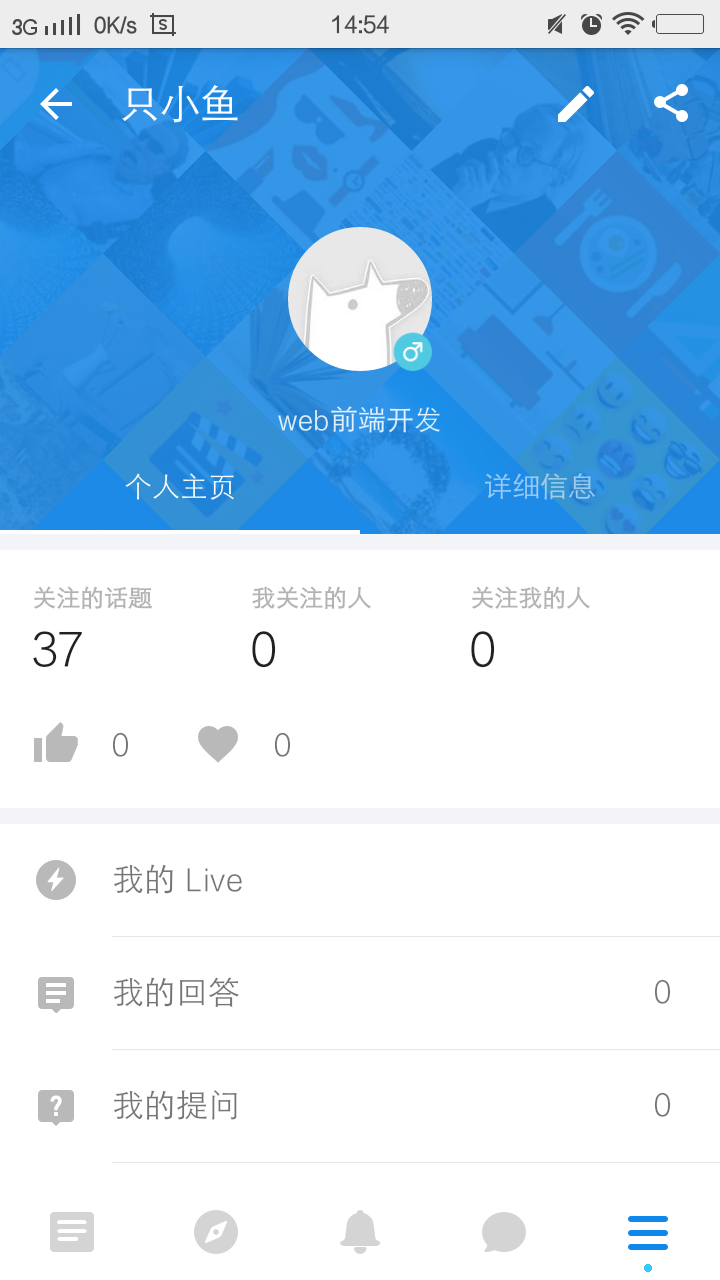 3G 0K/s S 14:54
只小鱼
web前端开发
个人主页 详细信息
关注的话题 我关注的人 关注我的人
37 0 0
0 0
我的 Live
我的回答 0
我的提问 0